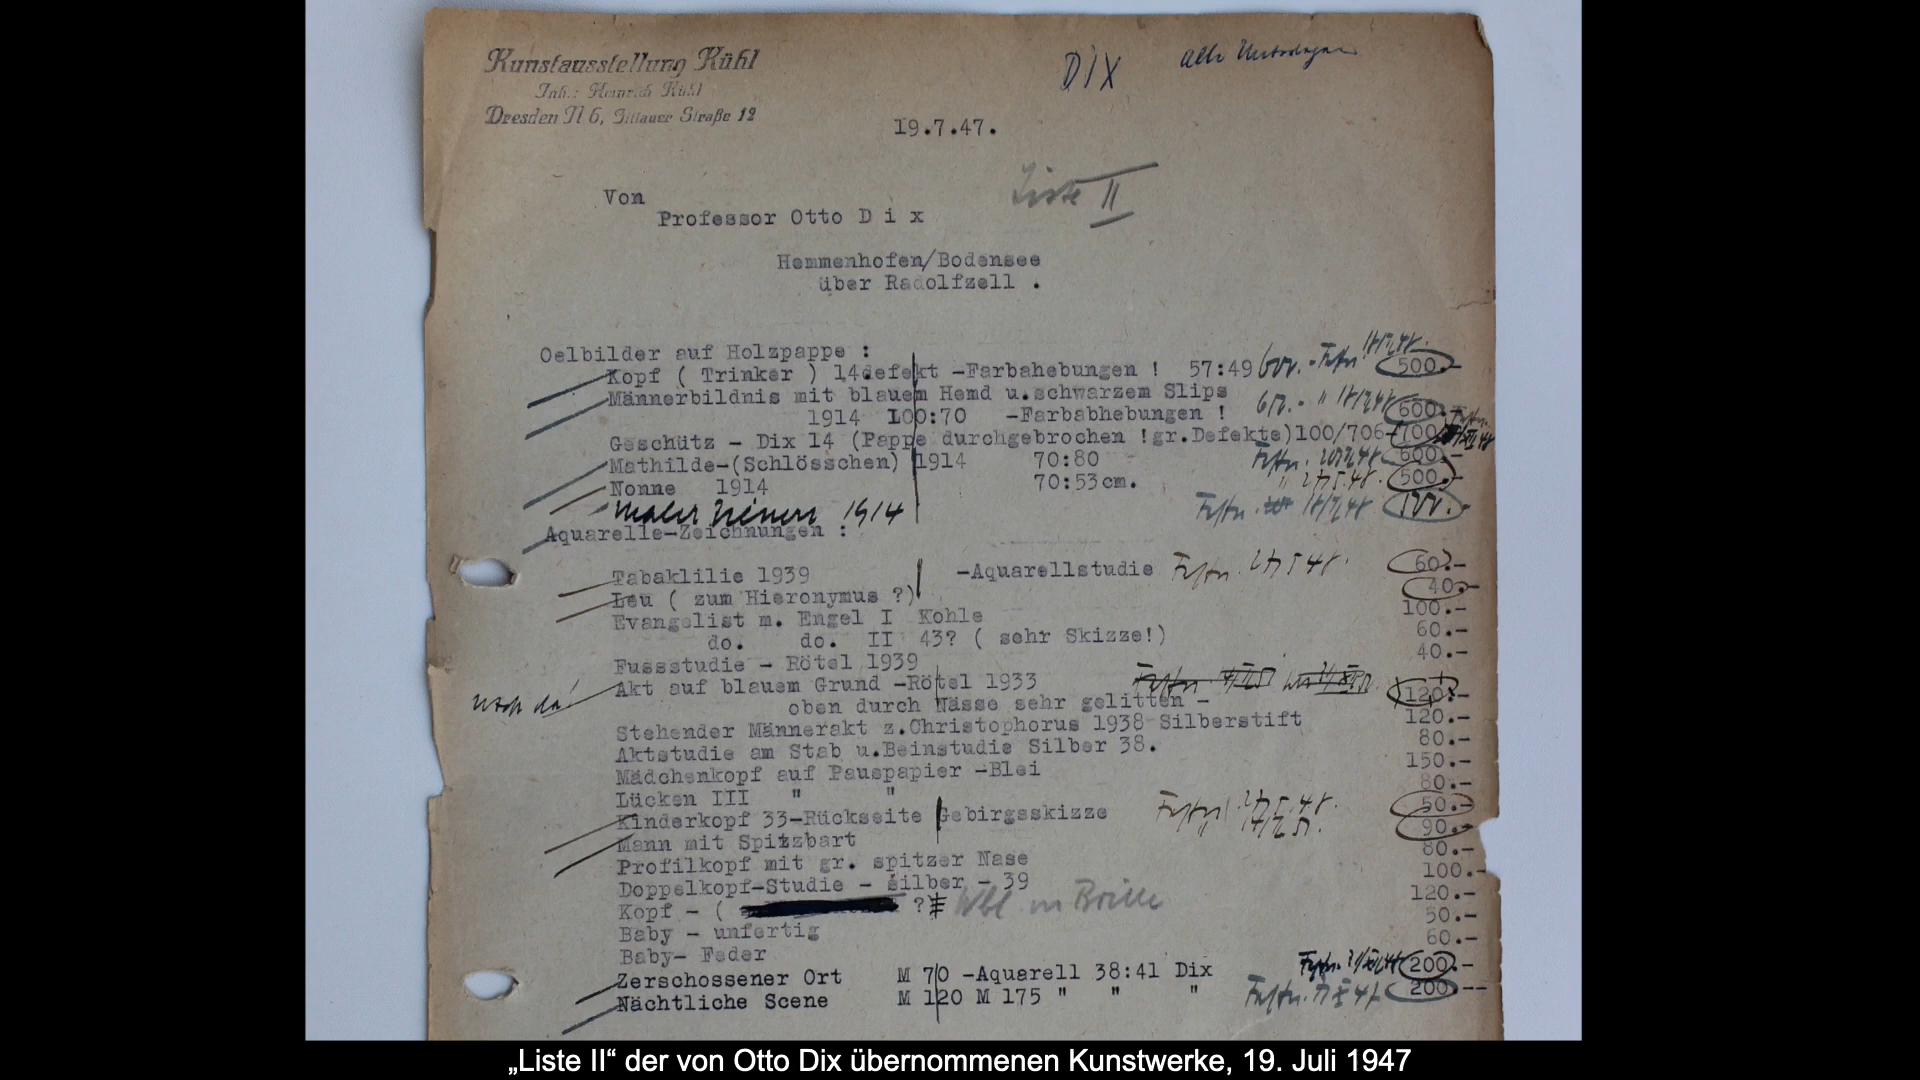 Kunstausstellung Kühl
Inh.: Heinrich Kühl
Dresden N 6, Zittauer Straße 12
DIX
Alte
19.7.47.
Liste II
Von
Professor Otto D i x
Hemmenhofen/Bodensee
über Radolfzell .
Oelbilder auf Holzpappe :
Kopf ( Trinker ) 14defekt -Farbahebungen ! 57:49 500.-
Männerbildnis mit blauem Hemd u.schwarzem Slips
1914 100:70 -Farbabhebungen ! 600.-
Geschütz - Dix 14 (Pappe durchgebrochen !gr.Defekte)100/706-700
Mathilde-(Schlösschen) 1914 70:80 600.-
Nonne 1914 70:53cm. 500.-
1914
Aquarelle-Zeichnungen :
Tabaklilie 1939 -Aquarellstudie 60.-
Leu ( zum Hieronymus ?) 40.-
Evangelist m. Engel I Kohle 100.-
do. do. II 43? ( sehr Skizze!) 60.-
Fussstudie - Rötel 1939 40.-
noch da! Akt auf blauem Grund -Rötel 1933 120.-
oben durch Nässe sehr gelitten -
Stehender Männerakt z.Christophorus 1938 Silberstift 120.-
Aktstudie am Stab u.Beinstudie Silber 38. 80.-
Mädchenkopf auf Pauspapier -Blei 150.-
Lücken III " " 80.-
Kinderkopf 33-Rückseite Gebirgsskizze 50.-
Mann mit Spitzbart 90.-
Profilkopf mit gr. spitzer Nase 80.-
Doppelkopf-Studie - silber - 39 100.-
Kopf - ( ? m Brille 120.-
Baby - unfertig 50.-
Baby- Feder 60.-
Zerschossener Ort M 70 -Aquarell 38:41 Dix 200.-
Nächtliche Scene M 120 M 175 " " " 200.--
„Liste II“ der von Otto Dix übernommenen Kunstwerke, 19. Juli 1947